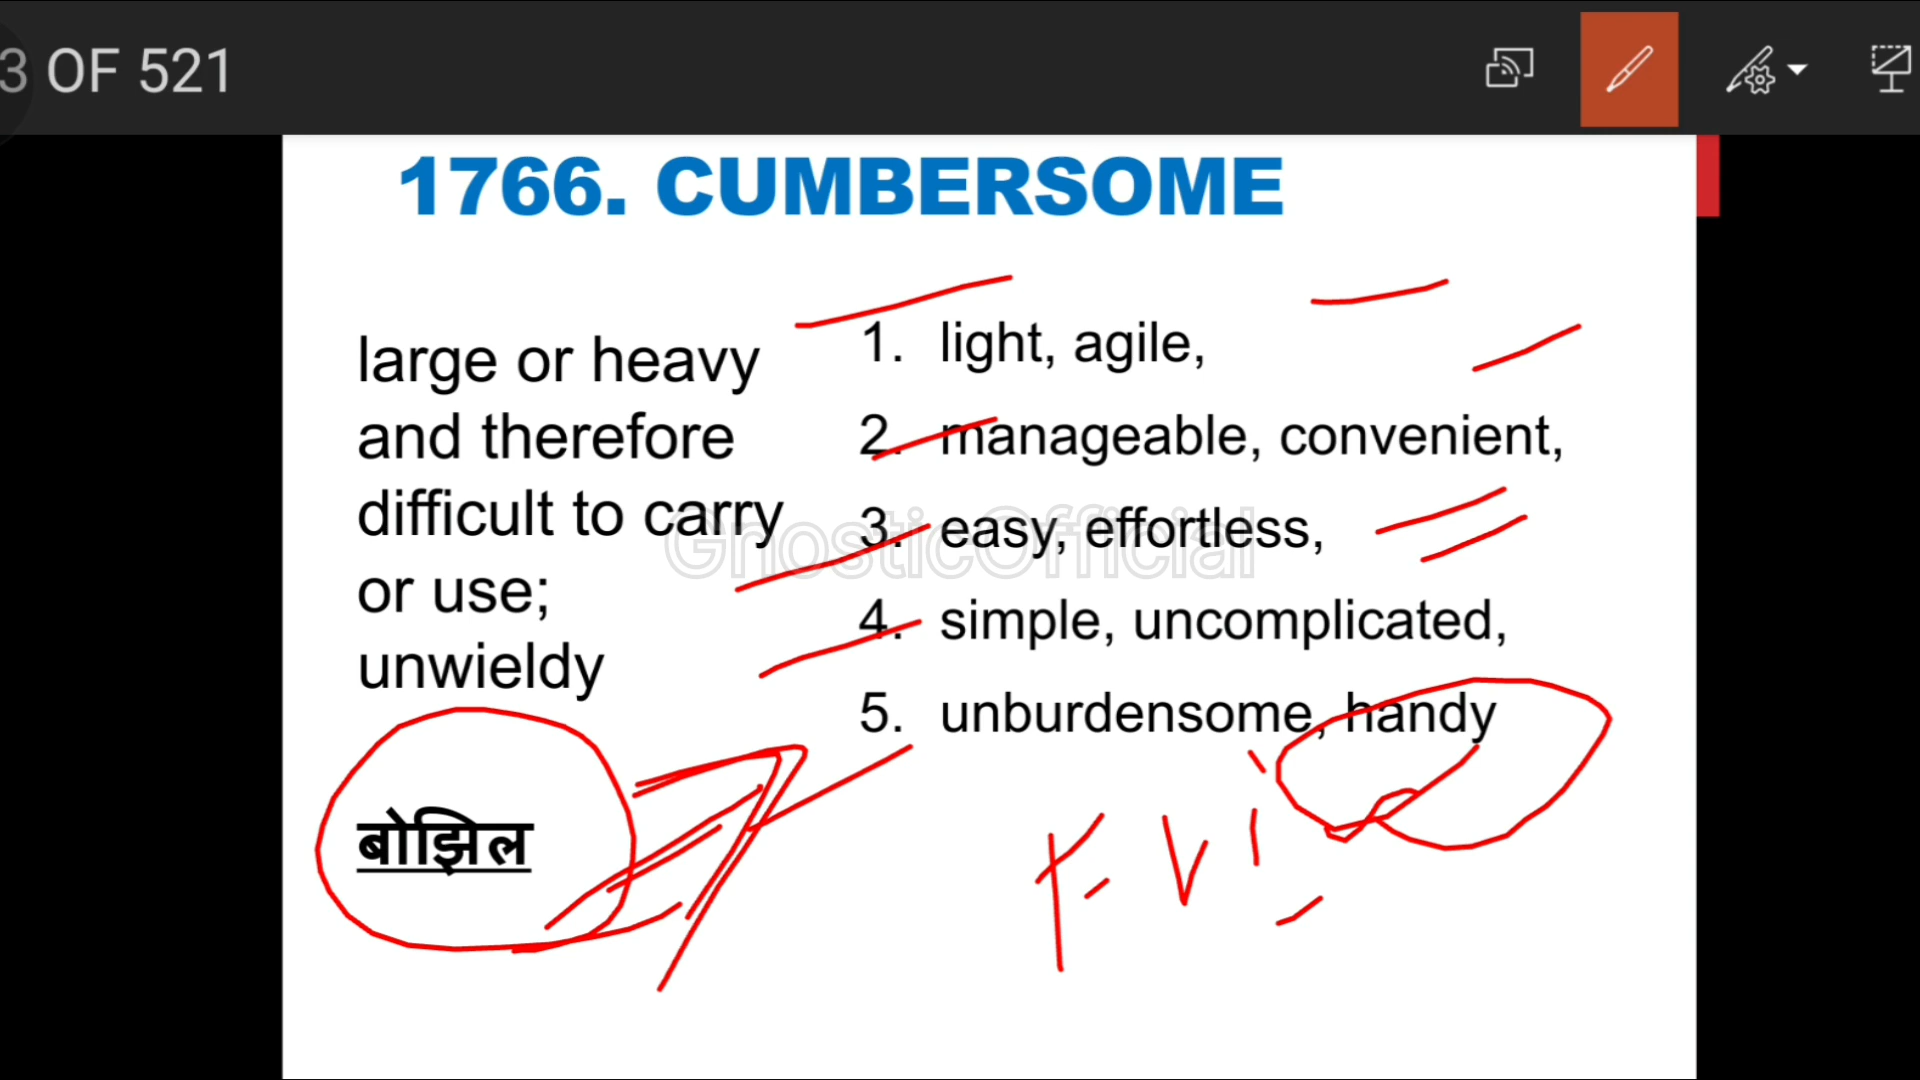 3 OF 521
1766. CUMBERSOME
large or heavy
and therefore
difficult to carry
or use;
unwieldy
बोझिल
1. light, agile,
2. manageable, convenient,
3. easy, effortless,
4. simple, uncomplicated,
5. unburdensome, handy
GnosticOfficial